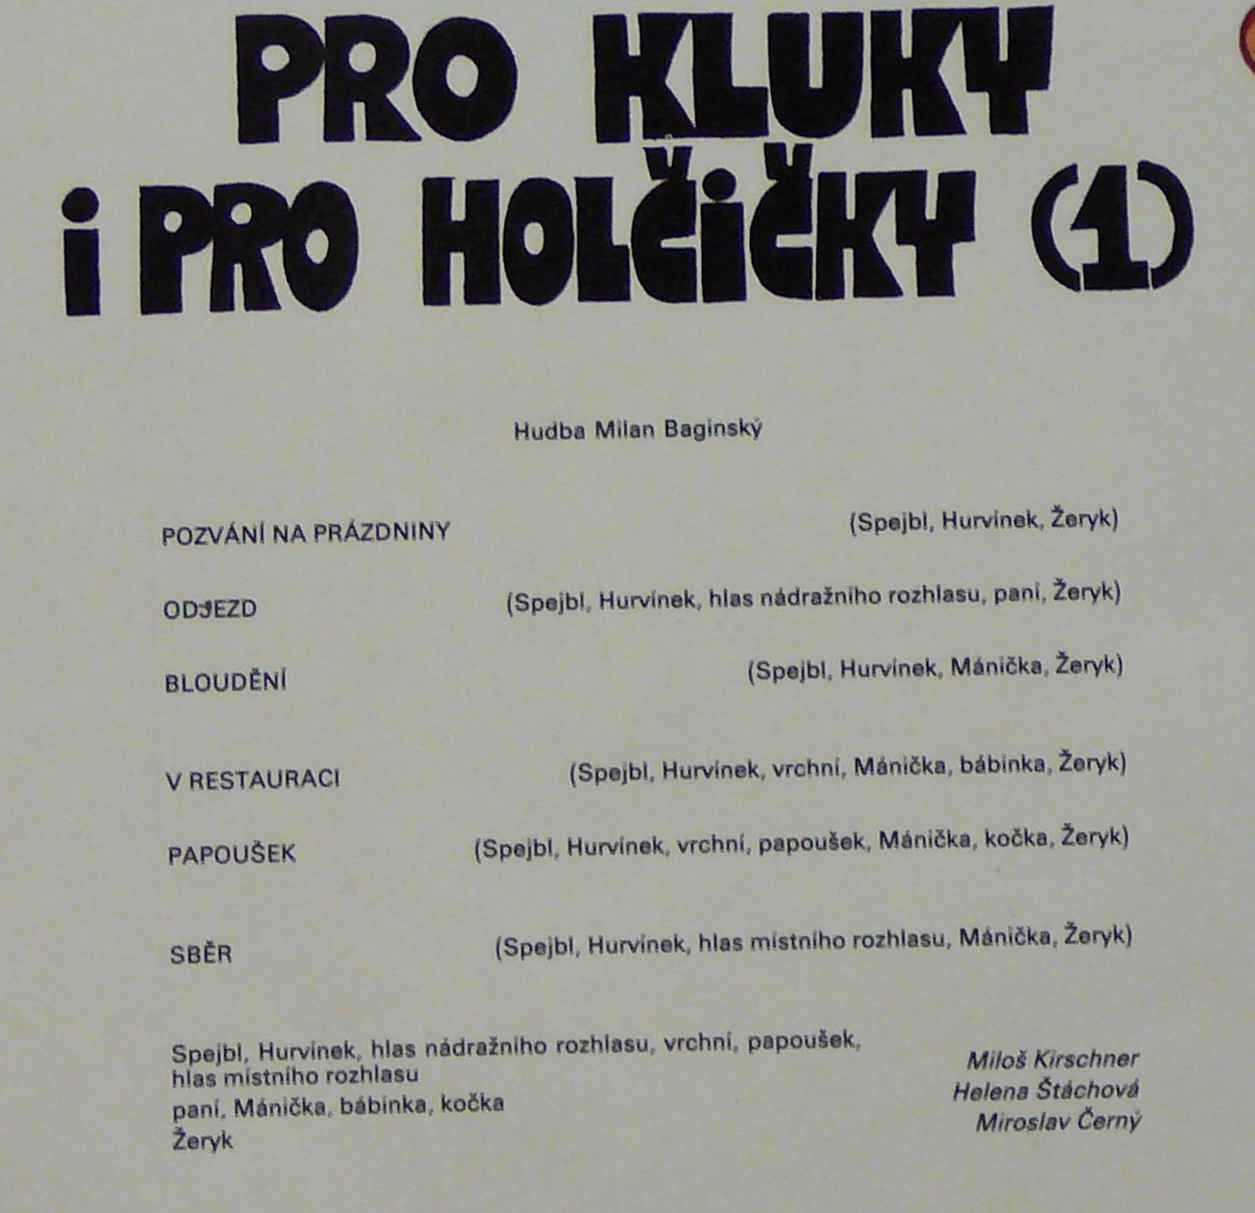 PRO KLUKY
i PRO HOLČIČKY (1)
Hudba Milan Baginský
POZVÁNÍ NA PRÁZDNINY (Spejbl, Hurvínek, Žeryk)
ODJEZD (Spejbl, Hurvínek, hlas nádražního rozhlasu, paní, Žeryk)
BLOUDĚNÍ (Spejbl, Hurvínek, Mánička, Žeryk)
V RESTAURACI (Spejbl, Hurvínek, vrchní, Mánička, bábinka, Žeryk)
PAPOUŠEK (Spejbl, Hurvínek, vrchní, papoušek, Mánička, kočka, Žeryk)
SBĚR (Spejbl, Hurvínek, hlas místního rozhlasu, Mánička, Žeryk)
Spejbl, Hurvínek, hlas nádražního rozhlasu, vrchní, papoušek,
hlas místního rozhlasu Miloš Kirschner
paní, Mánička, bábinka, kočka Helena Štáchová
Žeryk Miroslav Černý